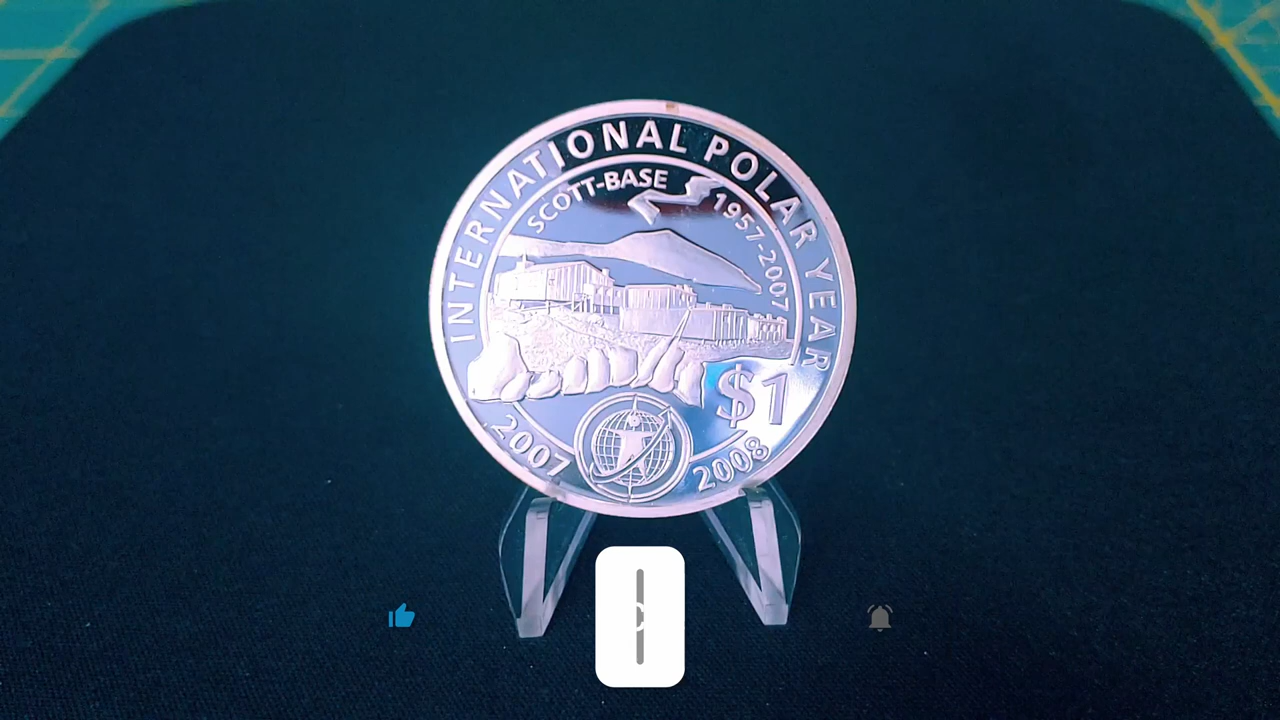 INTERNATIONAL POLAR YEAR
SCOTT-BASE
1957-2007
$1
2007
2008